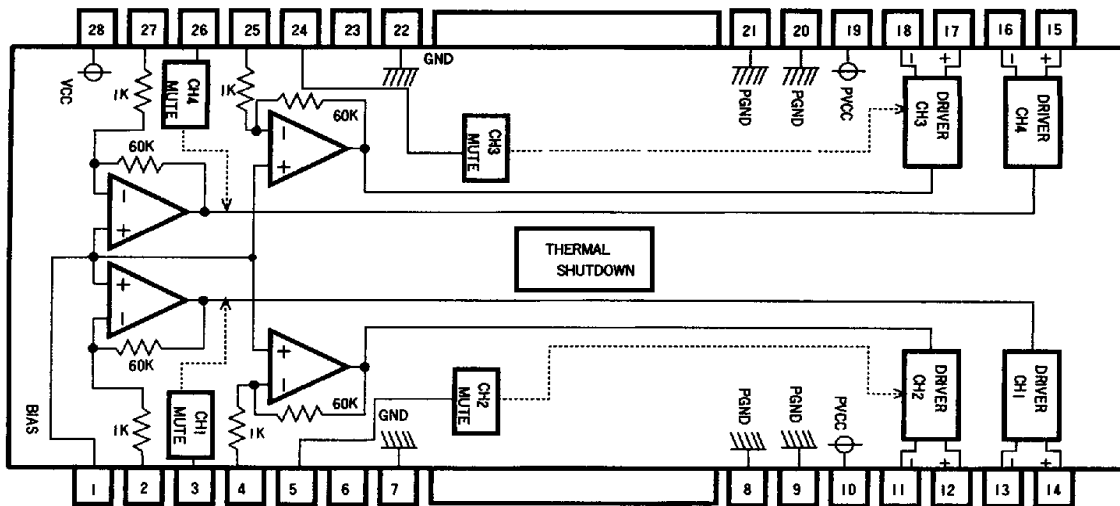 28 27 26 25 24 23 22 21 20 19 18 17 16 15
GND
VCC
1K
CH4 MUTE
1K
60K
CH3 MUTE
PGND
PGND
PVCC
- +
- +
DRIVER CH3
DRIVER CH4
60K
-
+
-
+
THERMAL
SHUTDOWN
+
-
+
-
60K
60K
BIAS
1K
CH1 MUTE
1K
GND
CH2 MUTE
PGND
PGND
PVCC
DRIVER CH2
DRIVER CH1
- +
- +
1 2 3 4 5 6 7 8 9 10 11 12 13 14